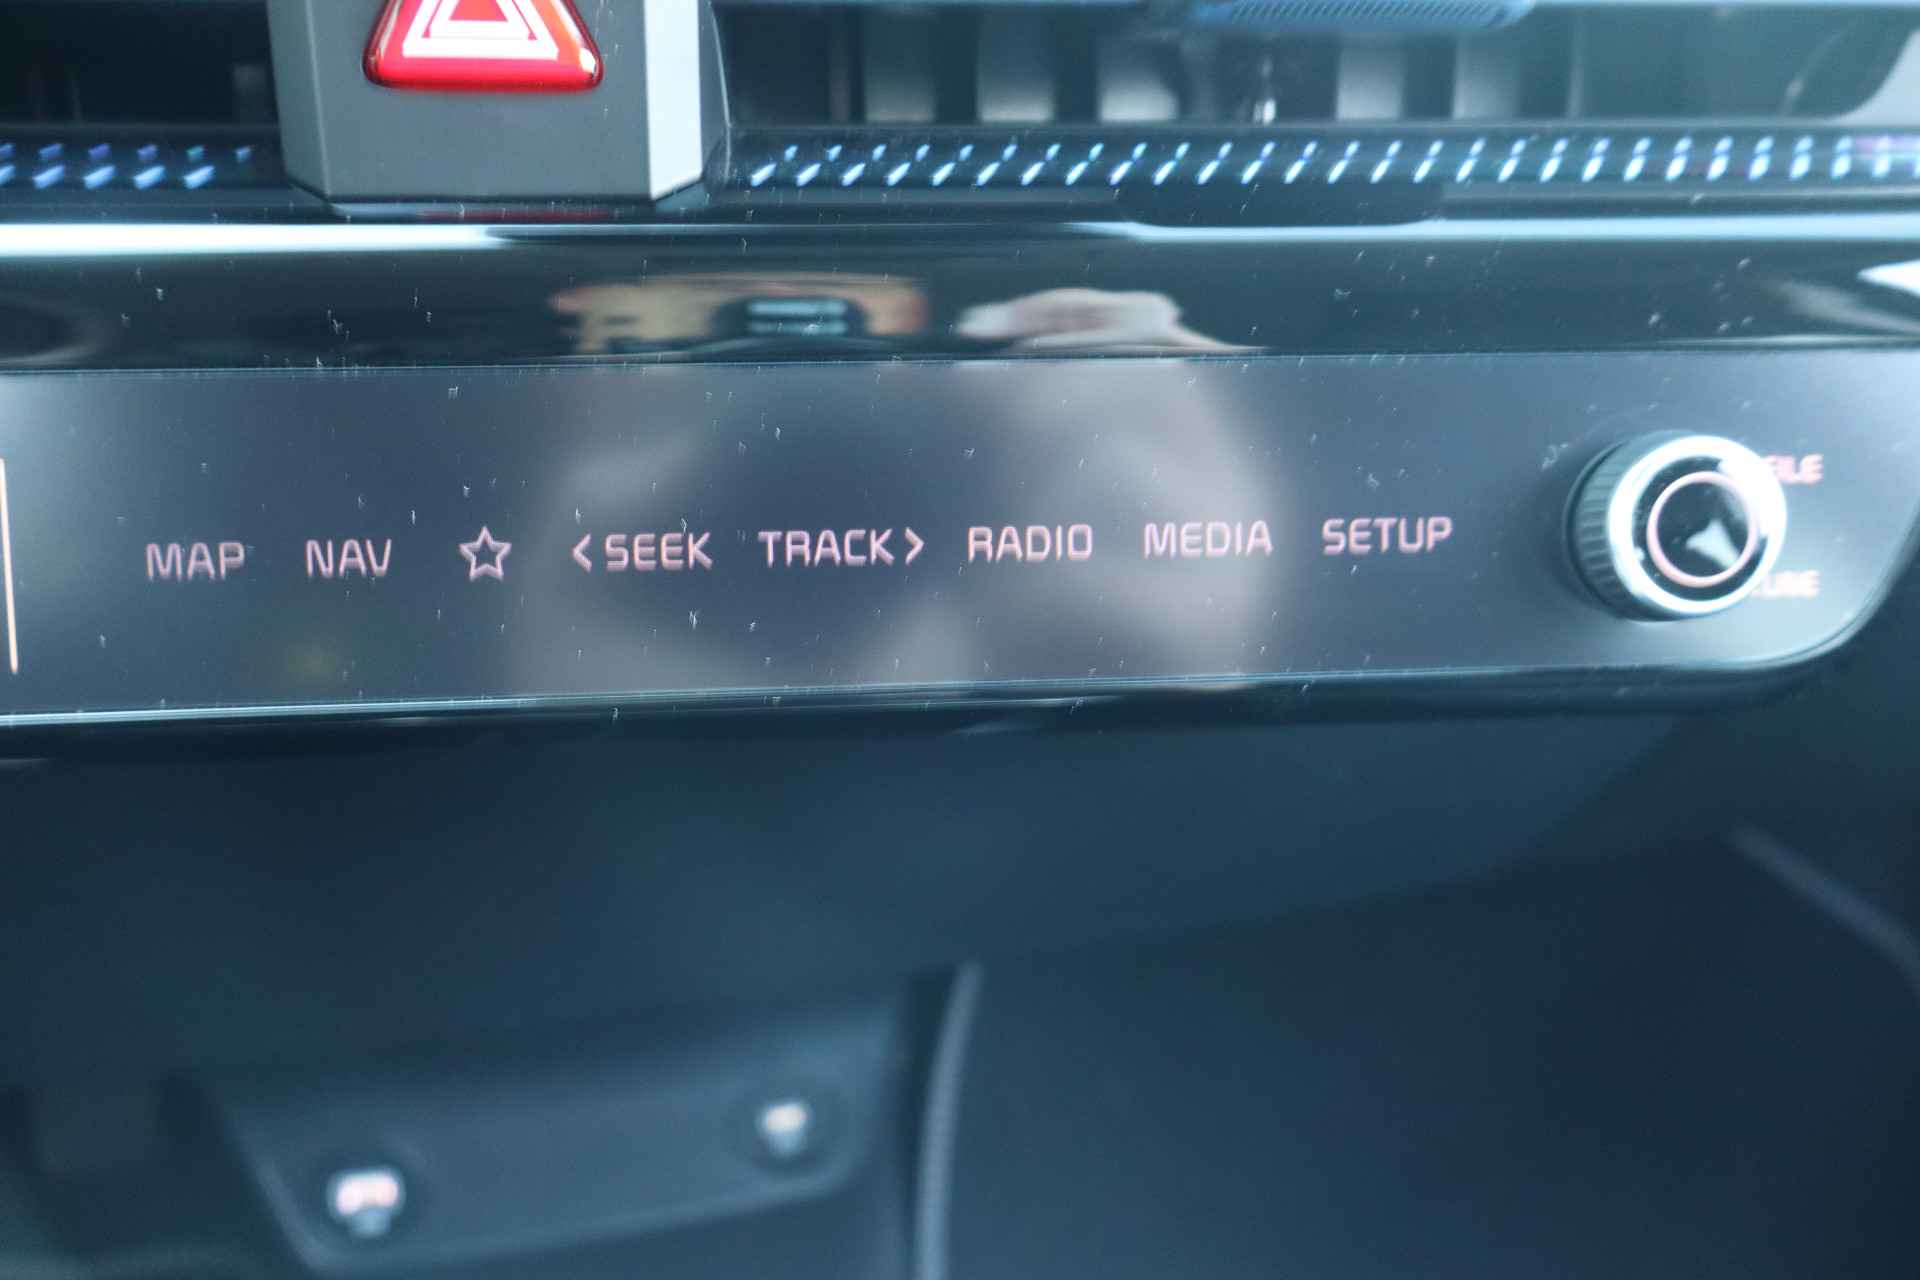 MAP NAV ☆ <SEEK TRACK> RADIO MEDIA SETUP